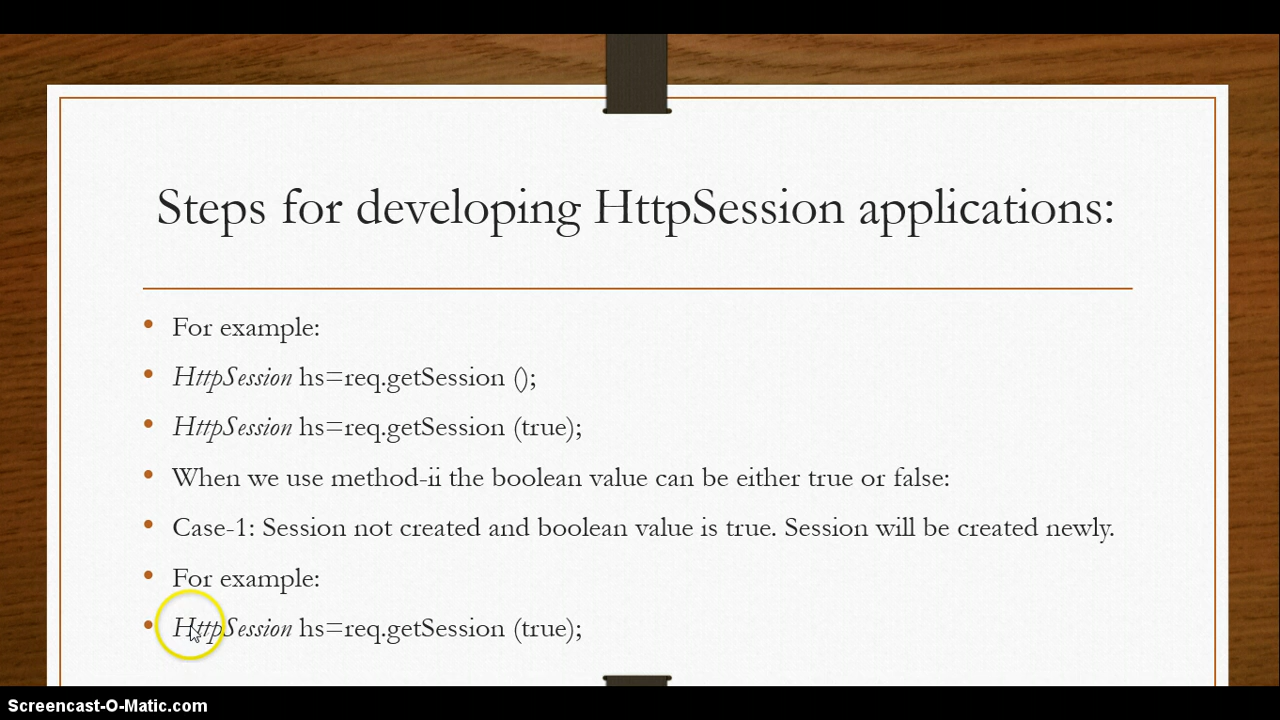 Steps for developing HttpSession applications:
• For example:
• HttpSession hs=req.getSession ();
• HttpSession hs=req.getSession (true);
• When we use method-ii the boolean value can be either true or false:
• Case-1: Session not created and boolean value is true. Session will be created newly.
• For example:
• HttpSession hs=req.getSession (true);
Screencast-O-Matic.com